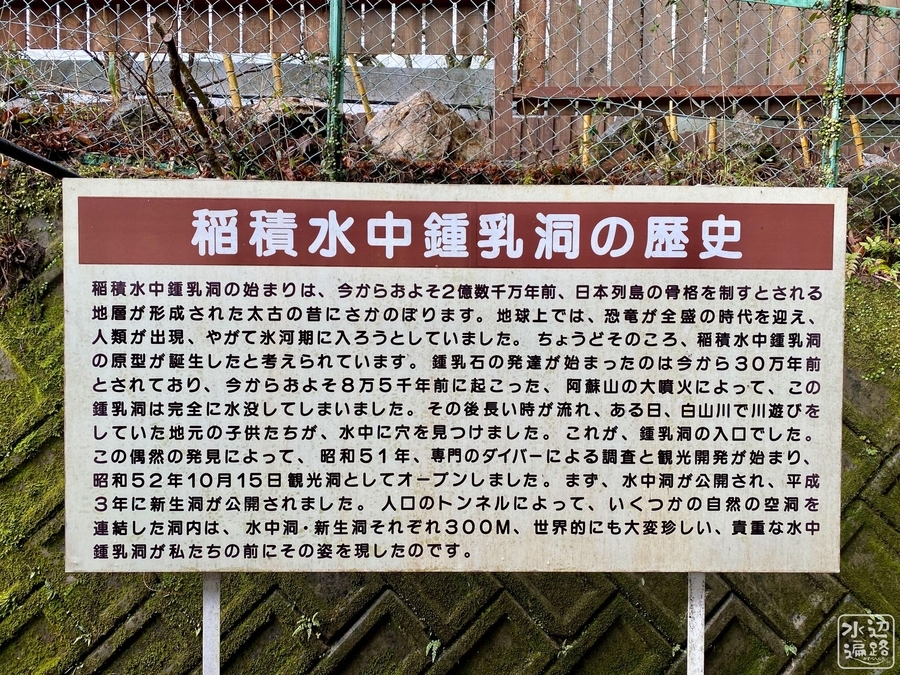 稲積水中鍾乳洞の歴史
稲積水中鍾乳洞の始まりは、今からおよそ2億数千万年前、日本列島の骨格を制すとされる
地層が形成された太古の昔にさかのぼります。地球上では、恐竜が全盛の時代を迎え、
人類が出現、やがて氷河期に入ろうとしていました。ちょうどそのころ、稲積水中鍾乳洞
の原型が誕生したと考えられています。鍾乳石の発達が始まったのは今から30万年前
とされており、今からおよそ8万5千年前に起こった、阿蘇山の大噴火によって、この
鍾乳洞は完全に水没してしまいました。その後長い時が流れ、ある日、白山川で川遊びを
していた地元の子供たちが、水中に穴を見つけました。これが、鍾乳洞の入口でした。
この偶然の発見によって、昭和51年、専門のダイバーによる調査と観光開発が始まり、
昭和52年10月15日観光洞としてオープンしました。まず、水中洞が公開され、平成
3年に新生洞が公開されました。人口のトンネルによって、いくつかの自然の空洞を
連結した洞内は、水中洞・新生洞それぞれ300M、世界的にも大変珍しい、貴重な水中
鍾乳洞が私たちの前にその姿を現したのです。
水辺
遍路